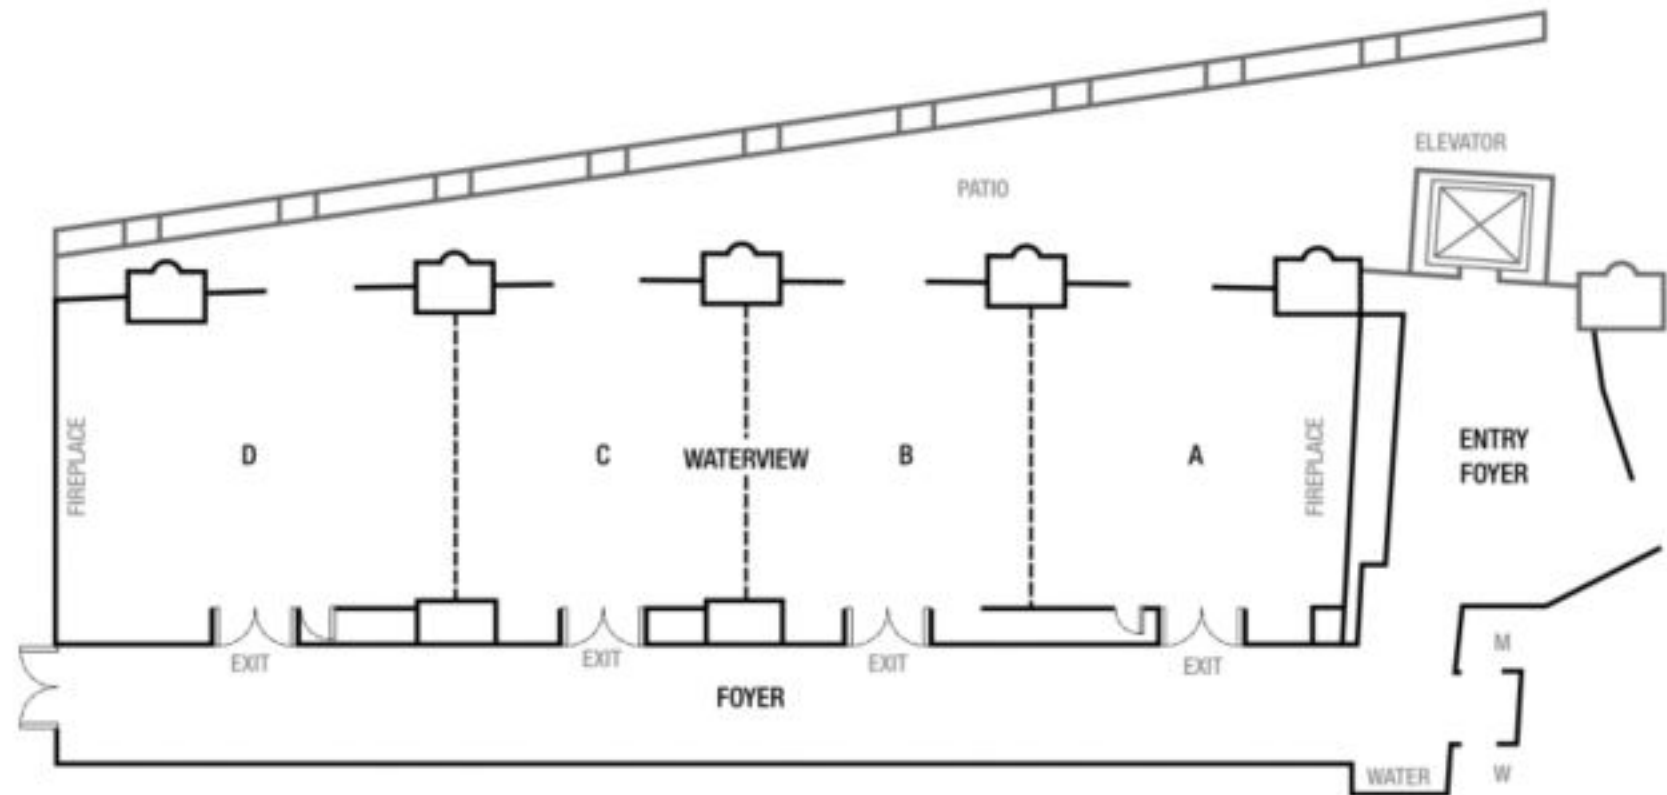 ELEVATOR
PATIO
FIREPLACE
D
C
WATERVIEW
B
A
FIREPLACE
ENTRY
FOYER
EXIT
EXIT
EXIT
EXIT
M
FOYER
WATER
W